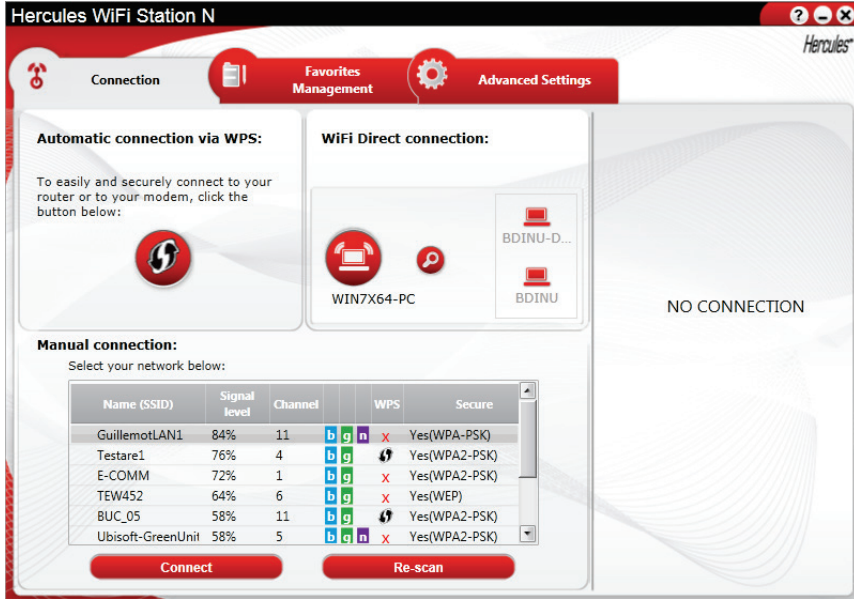 Hercules WiFi Station N
Hercules
Connection
Favorites
Management
Advanced Settings
Automatic connection via WPS:
To easily and securely connect to your
router or to your modem, click the
button below:
WiFi Direct connection:
WIN7X64-PC
BDINU-D...
BDINU
NO CONNECTION
Manual connection:
Select your network below:
Name (SSID) Signal level Channel WPS Secure
GuillemotLAN1 84% 11 b g n x Yes(WPA-PSK)
Testare1 76% 4 b g Yes(WPA2-PSK)
E-COMM 72% 1 b g x Yes(WPA2-PSK)
TEW452 64% 6 b g x Yes(WEP)
BUC_05 58% 11 b g Yes(WPA2-PSK)
Ubisoft-GreenUnit 58% 5 b g n x Yes(WPA2-PSK)
Connect Re-scan